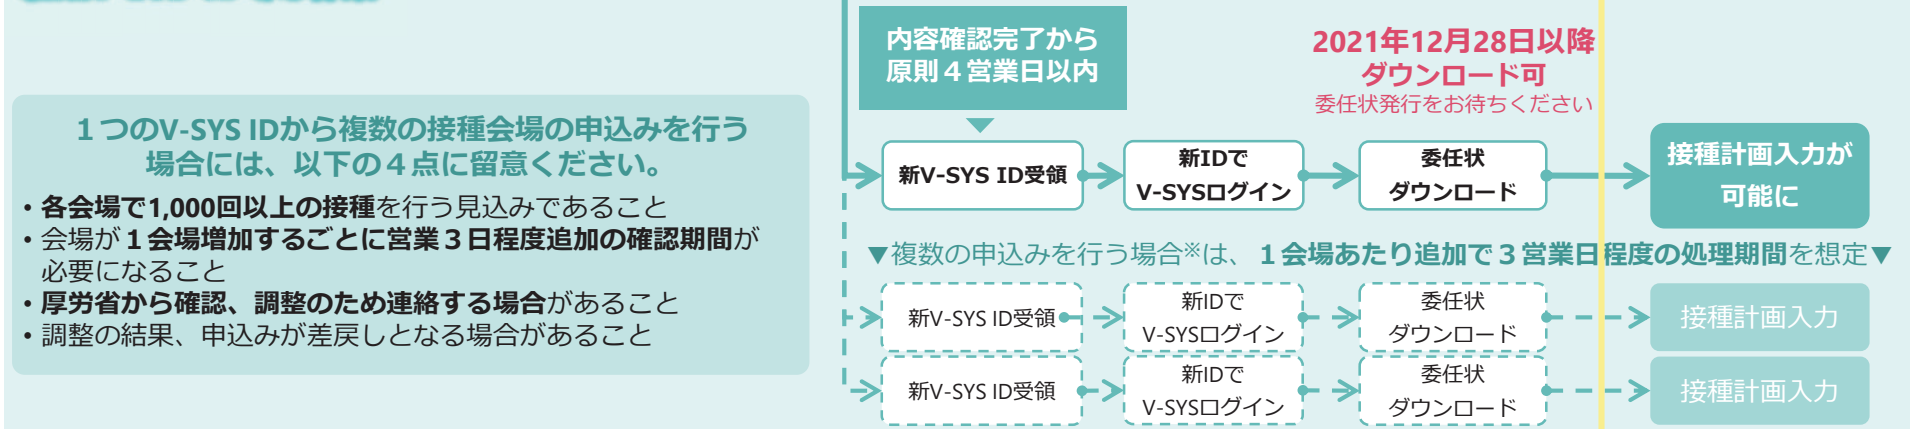 １つのV-SYS IDから複数の接種会場の申込みを行う
場合には、以下の４点に留意ください。
・各会場で1,000回以上の接種を行う見込みであること
・会場が１会場増加するごとに営業３日程度追加の確認期間が
必要になること
・厚労省から確認、調整のため連絡する場合があること
・調整の結果、申込みが差戻しとなる場合があること
内容確認完了から
原則４営業日以内
2021年12月28日以降
ダウンロード可
委任状発行をお待ちください
新V-SYS ID受領
新IDで
V-SYSログイン
委任状
ダウンロード
接種計画入力が
可能に
▼複数の申込みを行う場合※は、１会場あたり追加で３営業日程度の処理期間を想定▼
新V-SYS ID受領
新IDで
V-SYSログイン
委任状
ダウンロード
接種計画入力
新V-SYS ID受領
新IDで
V-SYSログイン
委任状
ダウンロード
接種計画入力